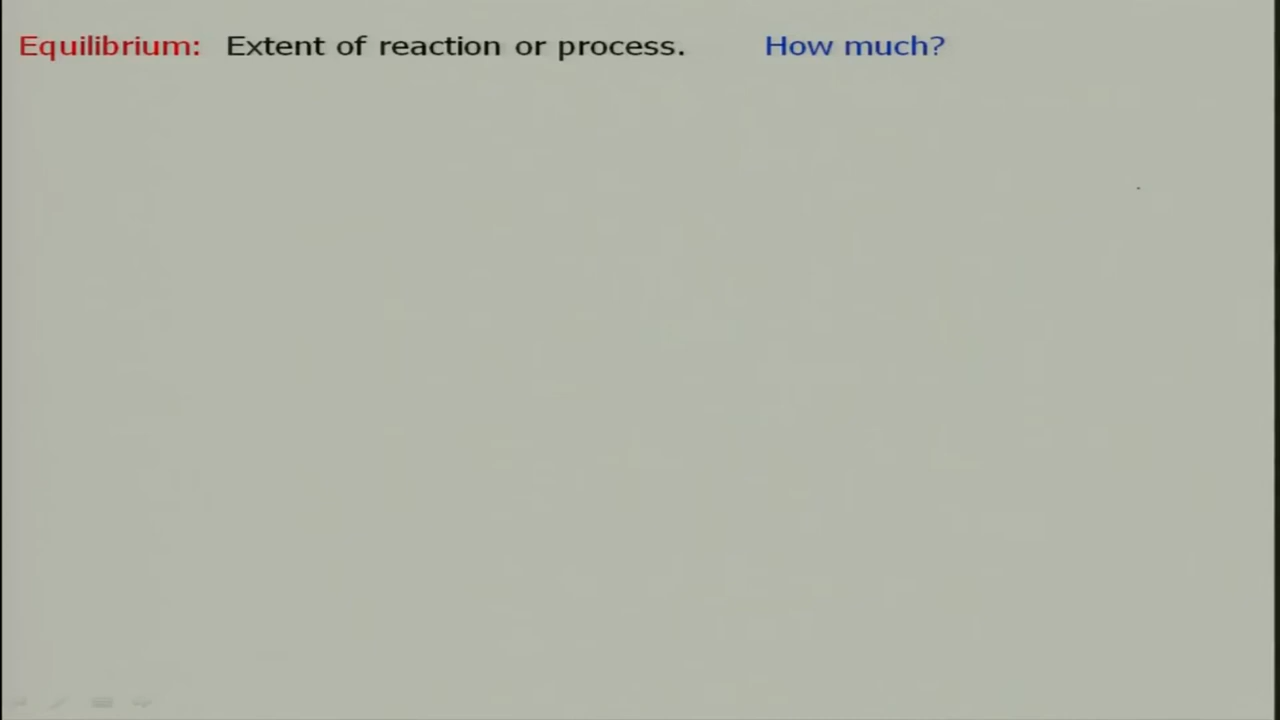 Equilibrium: Extent of reaction or process. How much?